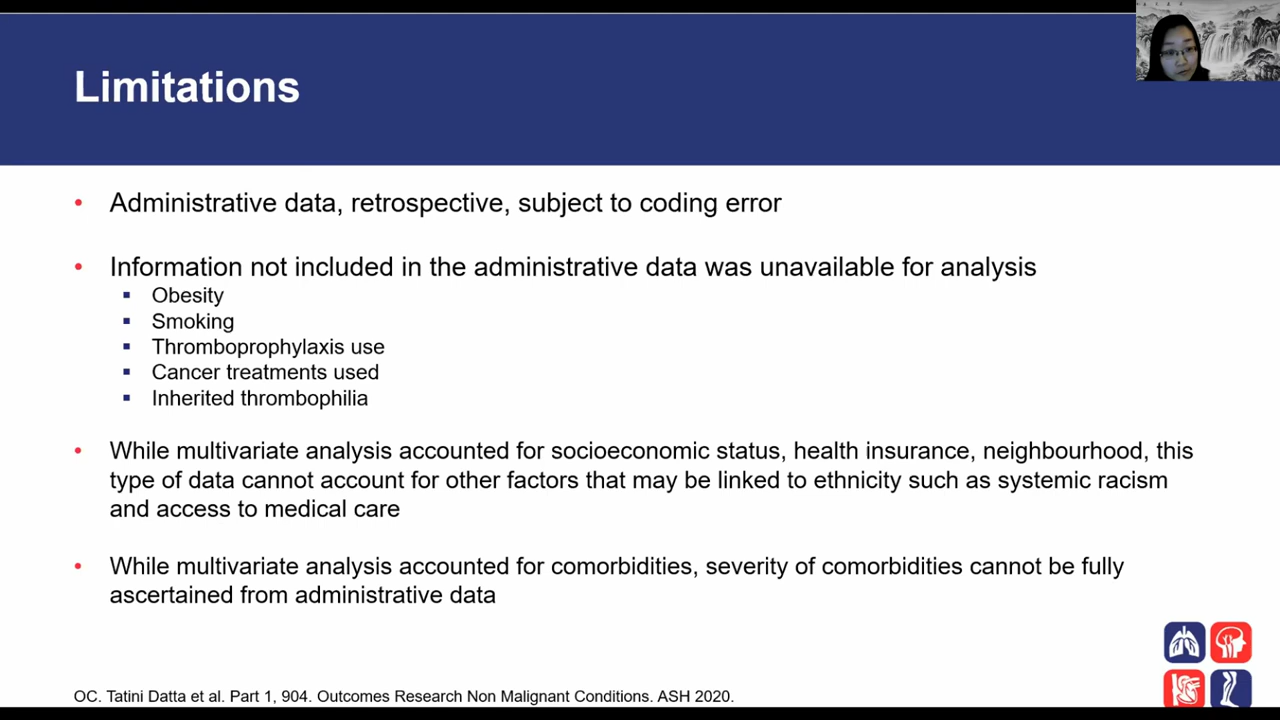 Limitations
• Administrative data, retrospective, subject to coding error
• Information not included in the administrative data was unavailable for analysis
▪ Obesity
▪ Smoking
▪ Thromboprophylaxis use
▪ Cancer treatments used
▪ Inherited thrombophilia
• While multivariate analysis accounted for socioeconomic status, health insurance, neighbourhood, this
type of data cannot account for other factors that may be linked to ethnicity such as systemic racism
and access to medical care
• While multivariate analysis accounted for comorbidities, severity of comorbidities cannot be fully
ascertained from administrative data
OC. Tatini Datta et al. Part 1, 904. Outcomes Research Non Malignant Conditions. ASH 2020.